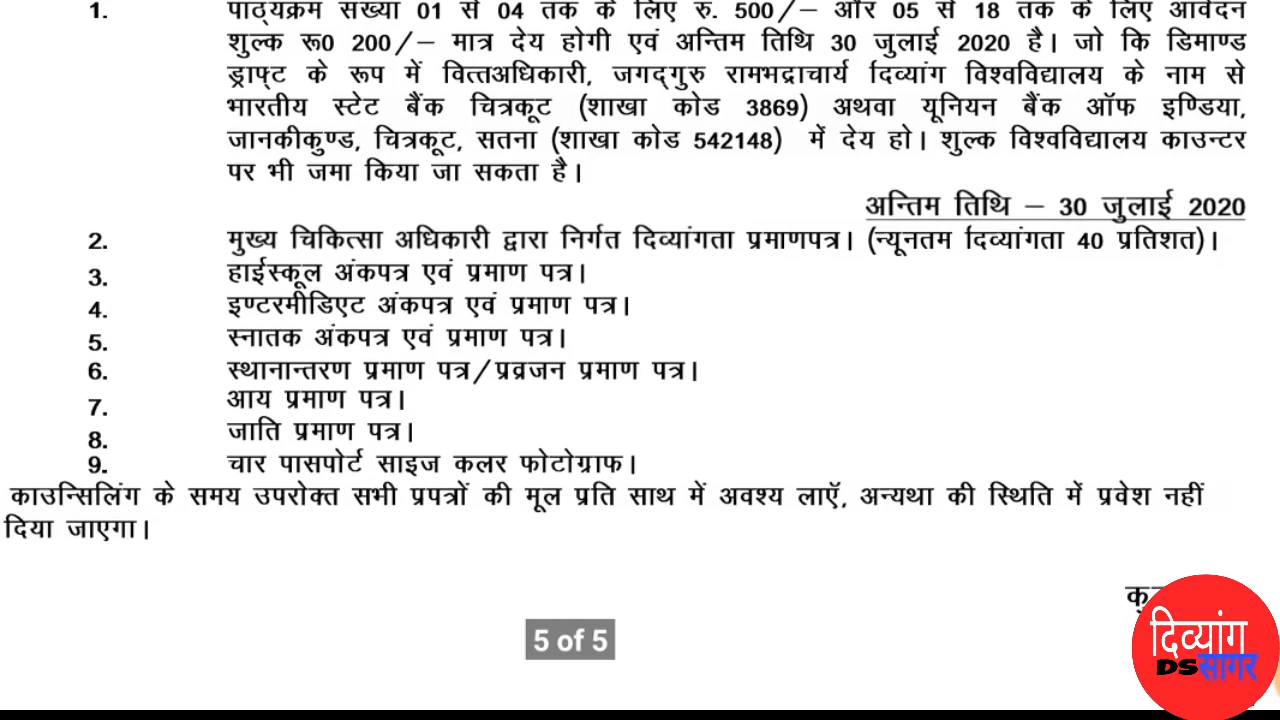 1. पाठ्यक्रम संख्या 01 से 04 तक के लिए रु. 500/– और 05 से 18 तक के लिए आवेदन
शुल्क रू0 200/– मात्र देय होगी एवं अन्तिम तिथि 30 जुलाई 2020 है। जो कि डिमाण्ड
ड्राफ्ट के रूप में वित्तअधिकारी, जगद्गुरु रामभद्राचार्य दिव्यांग विश्वविद्यालय के नाम से
भारतीय स्टेट बैंक चित्रकूट (शाखा कोड 3869) अथवा यूनियन बैंक ऑफ इण्डिया,
जानकीकुण्ड, चित्रकूट, सतना (शाखा कोड 542148) में देय हो। शुल्क विश्वविद्यालय काउन्टर
पर भी जमा किया जा सकता है।
अन्तिम तिथि – 30 जुलाई 2020
2. मुख्य चिकित्सा अधिकारी द्वारा निर्गत दिव्यांगता प्रमाणपत्र। (न्यूनतम दिव्यांगता 40 प्रतिशत)।
3. हाईस्कूल अंकपत्र एवं प्रमाण पत्र।
4. इण्टरमीडिएट अंकपत्र एवं प्रमाण पत्र।
5. स्नातक अंकपत्र एवं प्रमाण पत्र।
6. स्थानान्तरण प्रमाण पत्र/प्रव्रजन प्रमाण पत्र।
7. आय प्रमाण पत्र।
8. जाति प्रमाण पत्र।
9. चार पासपोर्ट साइज कलर फोटोग्राफ।
काउन्सिलिंग के समय उपरोक्त सभी प्रपत्रों की मूल प्रति साथ में अवश्य लाएँ, अन्यथा की स्थिति में प्रवेश नहीं
दिया जाएगा।
5 of 5
दिव्यांग
DSसागर